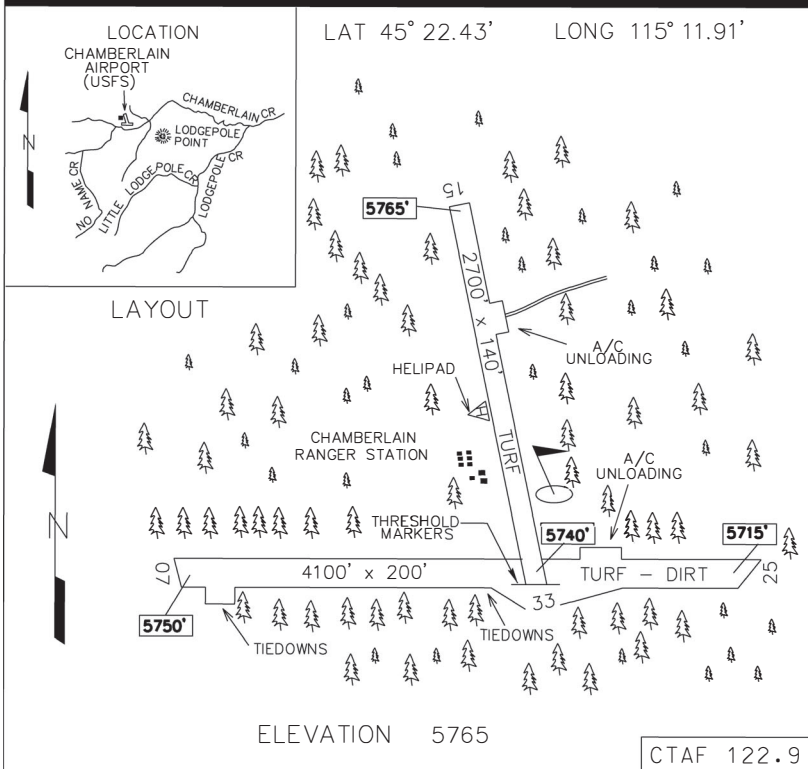 LOCATION
CHAMBERLAIN
AIRPORT
(USFS)
CHAMBERLAIN CR
LODGEPOLE
POINT
NO NAME CR
LITTLE LODGEPOLE CR
LODGEPOLE CR
N
LAT 45° 22.43'
LONG 115° 11.91'
LAYOUT
15
5765'
2700' x 140'
TURF
A/C
UNLOADING
HELIPAD
H
CHAMBERLAIN
RANGER STATION
A/C
UNLOADING
THRESHOLD
MARKERS
5740'
5715'
N
07
4100' x 200'
TURF - DIRT
25
33
5750'
TIEDOWNS
TIEDOWNS
ELEVATION 5765
CTAF 122.9